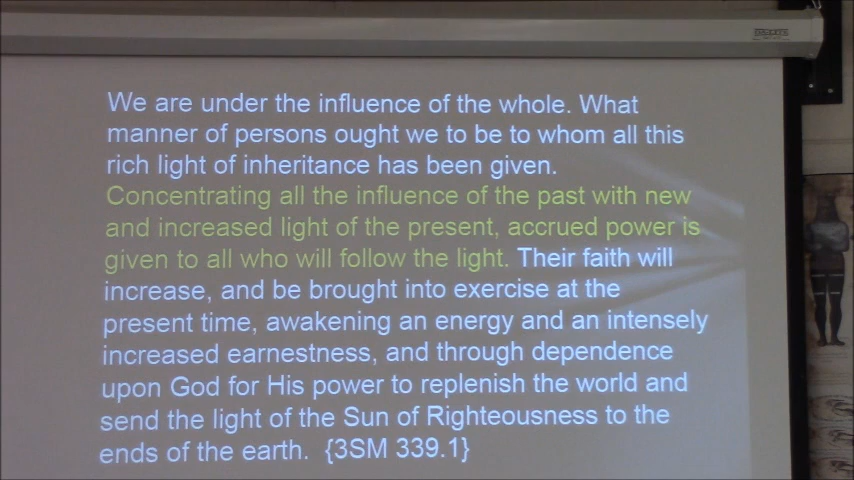 We are under the influence of the whole. What
manner of persons ought we to be to whom all this
rich light of inheritance has been given.
Concentrating all the influence of the past with new
and increased light of the present, accrued power is
given to all who will follow the light. Their faith will
increase, and be brought into exercise at the
present time, awakening an energy and an intensely
increased earnestness, and through dependence
upon God for His power to replenish the world and
send the light of the Sun of Righteousness to the
ends of the earth.  {3SM 339.1}